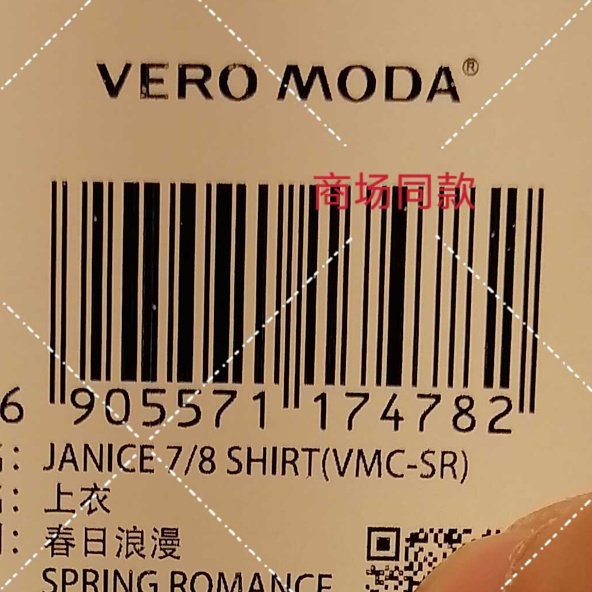 VERO MODA®
商场同款
6 905571 174782
: JANICE 7/8 SHIRT(VMC-SR)
: 上衣
: 春日浪漫
SPRING ROMANCE